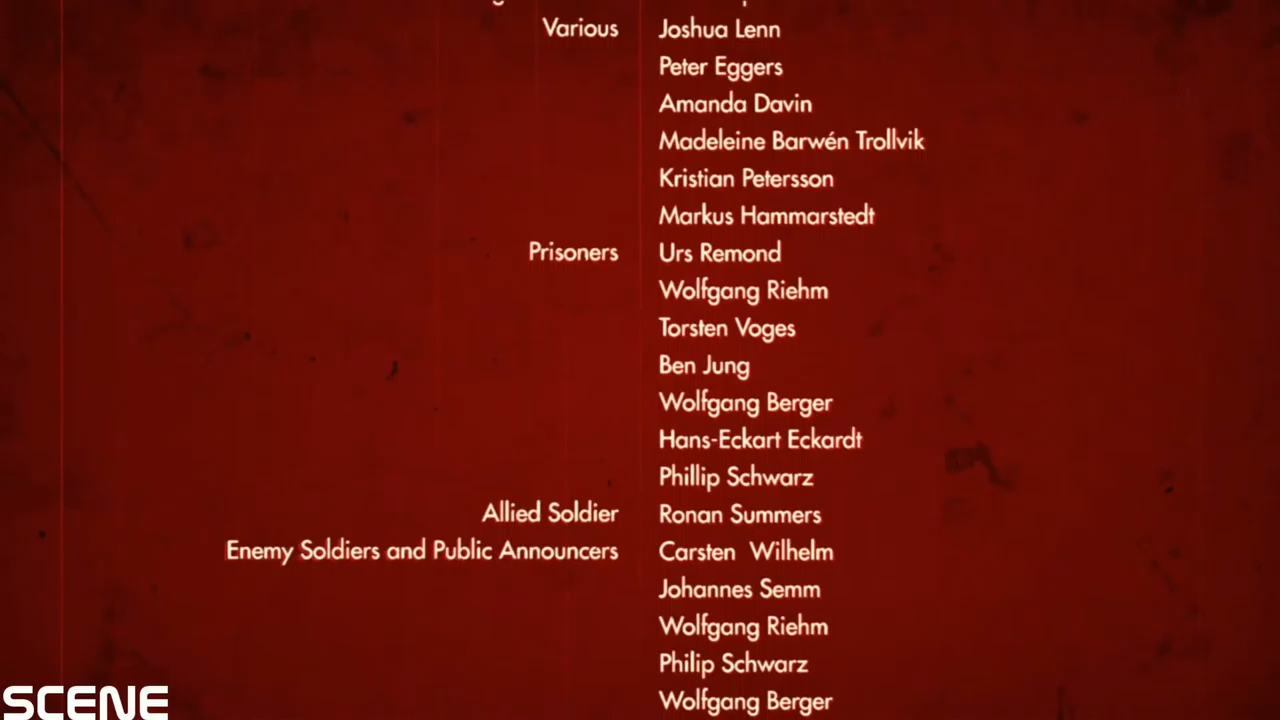 Various Joshua Lenn
Peter Eggers
Amanda Davin
Madeleine Barwén Trollvik
Kristian Petersson
Markus Hammarstedt
Prisoners Urs Remond
Wolfgang Riehm
Torsten Voges
Ben Jung
Wolfgang Berger
Hans-Eckart Eckardt
Phillip Schwarz
Allied Soldier Ronan Summers
Enemy Soldiers and Public Announcers Carsten Wilhelm
Johannes Semm
Wolfgang Riehm
Philip Schwarz
Wolfgang Berger
SCENE